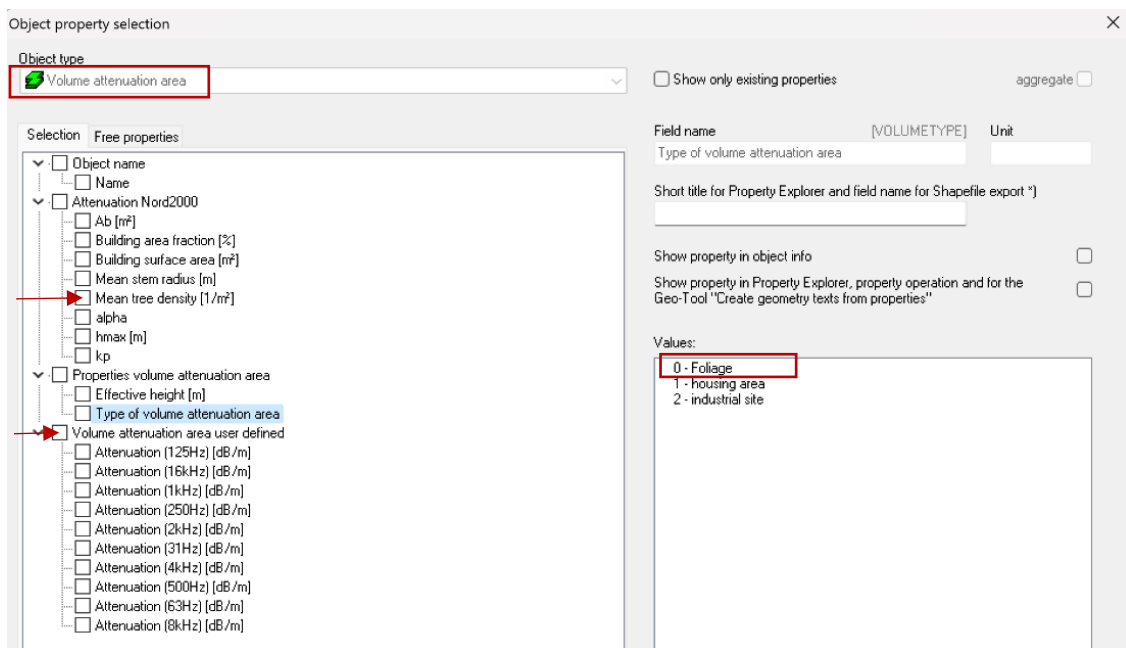 Object property selection
Object type
Volume attenuation area
Show only existing properties
aggregate
Selection
Free properties
Object name
Name
Attenuation Nord2000
Ab [m²]
Building area fraction [%]
Building surface area [m²]
Mean stem radius [m]
Mean tree density [1/m²]
alpha
hmax [m]
kp
Properties volume attenuation area
Effective height [m]
Type of volume attenuation area
Volume attenuation area user defined
Attenuation (125Hz) [dB/m]
Attenuation (16kHz) [dB/m]
Attenuation (1kHz) [dB/m]
Attenuation (250Hz) [dB/m]
Attenuation (2kHz) [dB/m]
Attenuation (31Hz) [dB/m]
Attenuation (4kHz) [dB/m]
Attenuation (500Hz) [dB/m]
Attenuation (63Hz) [dB/m]
Attenuation (8kHz) [dB/m]
Field name [VOLUMETYPE] Unit
Type of volume attenuation area
Short title for Property Explorer and field name for Shapefile export *)
Show property in object info
Show property in Property Explorer, property operation and for the
Geo-Tool "Create geometry texts from properties"
Values:
0 - Foliage
1 - housing area
2 - industrial site